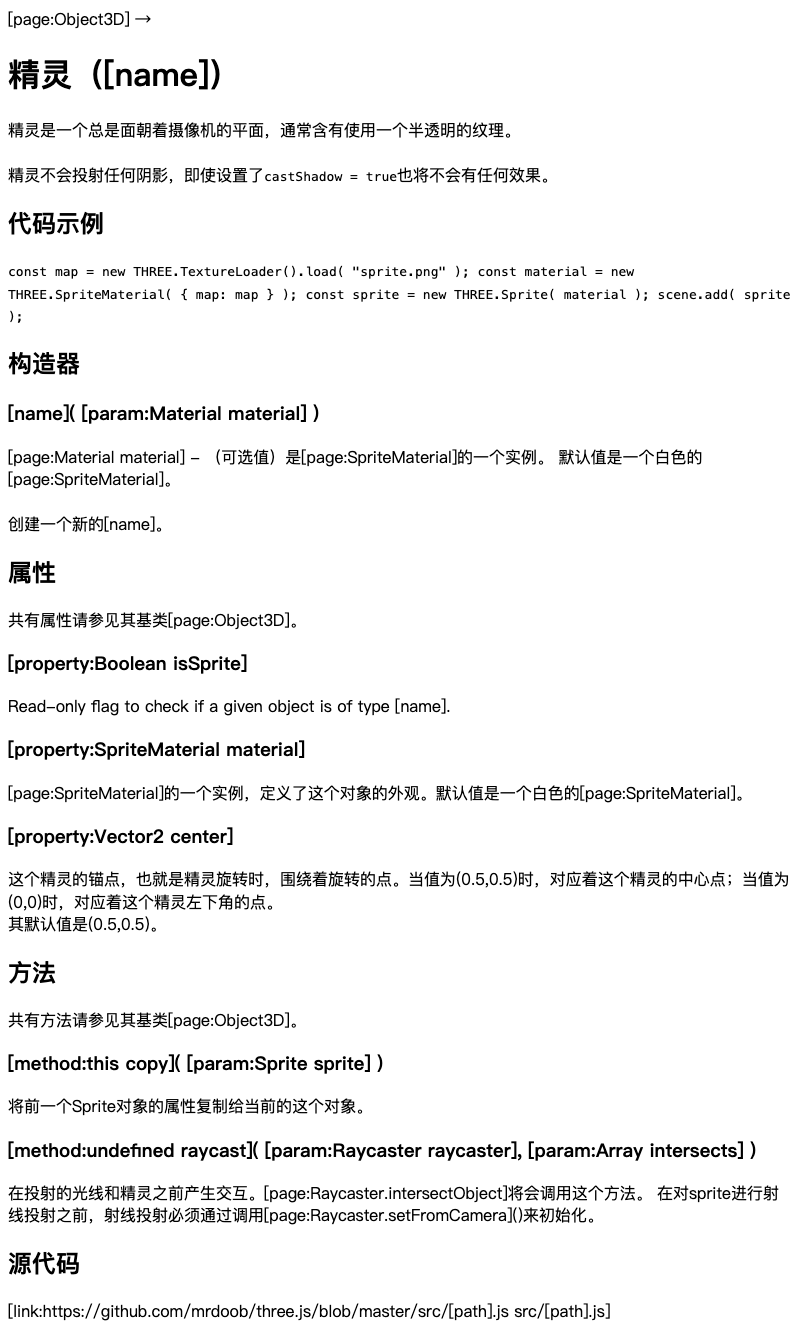 [page:Object3D] →
精灵（[name]）
精灵是一个总是面朝着摄像机的平面，通常含有使用一个半透明的纹理。
精灵不会投射任何阴影，即使设置了castShadow = true也将不会有任何效果。
代码示例
const map = new THREE.TextureLoader().load( "sprite.png" ); const material = new
THREE.SpriteMaterial( { map: map } ); const sprite = new THREE.Sprite( material ); scene.add( sprite
);
构造器
[name]( [param:Material material] )
[page:Material material] - （可选值）是[page:SpriteMaterial]的一个实例。 默认值是一个白色的
[page:SpriteMaterial]。
创建一个新的[name]。
属性
共有属性请参见其基类[page:Object3D]。
[property:Boolean isSprite]
Read-only flag to check if a given object is of type [name].
[property:SpriteMaterial material]
[page:SpriteMaterial]的一个实例，定义了这个对象的外观。默认值是一个白色的[page:SpriteMaterial]。
[property:Vector2 center]
这个精灵的锚点，也就是精灵旋转时，围绕着旋转的点。当值为(0.5,0.5)时，对应着这个精灵的中心点；当值为
(0,0)时，对应着这个精灵左下角的点。
其默认值是(0.5,0.5)。
方法
共有方法请参见其基类[page:Object3D]。
[method:this copy]( [param:Sprite sprite] )
将前一个Sprite对象的属性复制给当前的这个对象。
[method:undefined raycast]( [param:Raycaster raycaster], [param:Array intersects] )
在投射的光线和精灵之前产生交互。[page:Raycaster.intersectObject]将会调用这个方法。 在对sprite进行射
线投射之前，射线投射必须通过调用[page:Raycaster.setFromCamera]()来初始化。
源代码
[link:https://github.com/mrdoob/three.js/blob/master/src/[path].js src/[path].js]